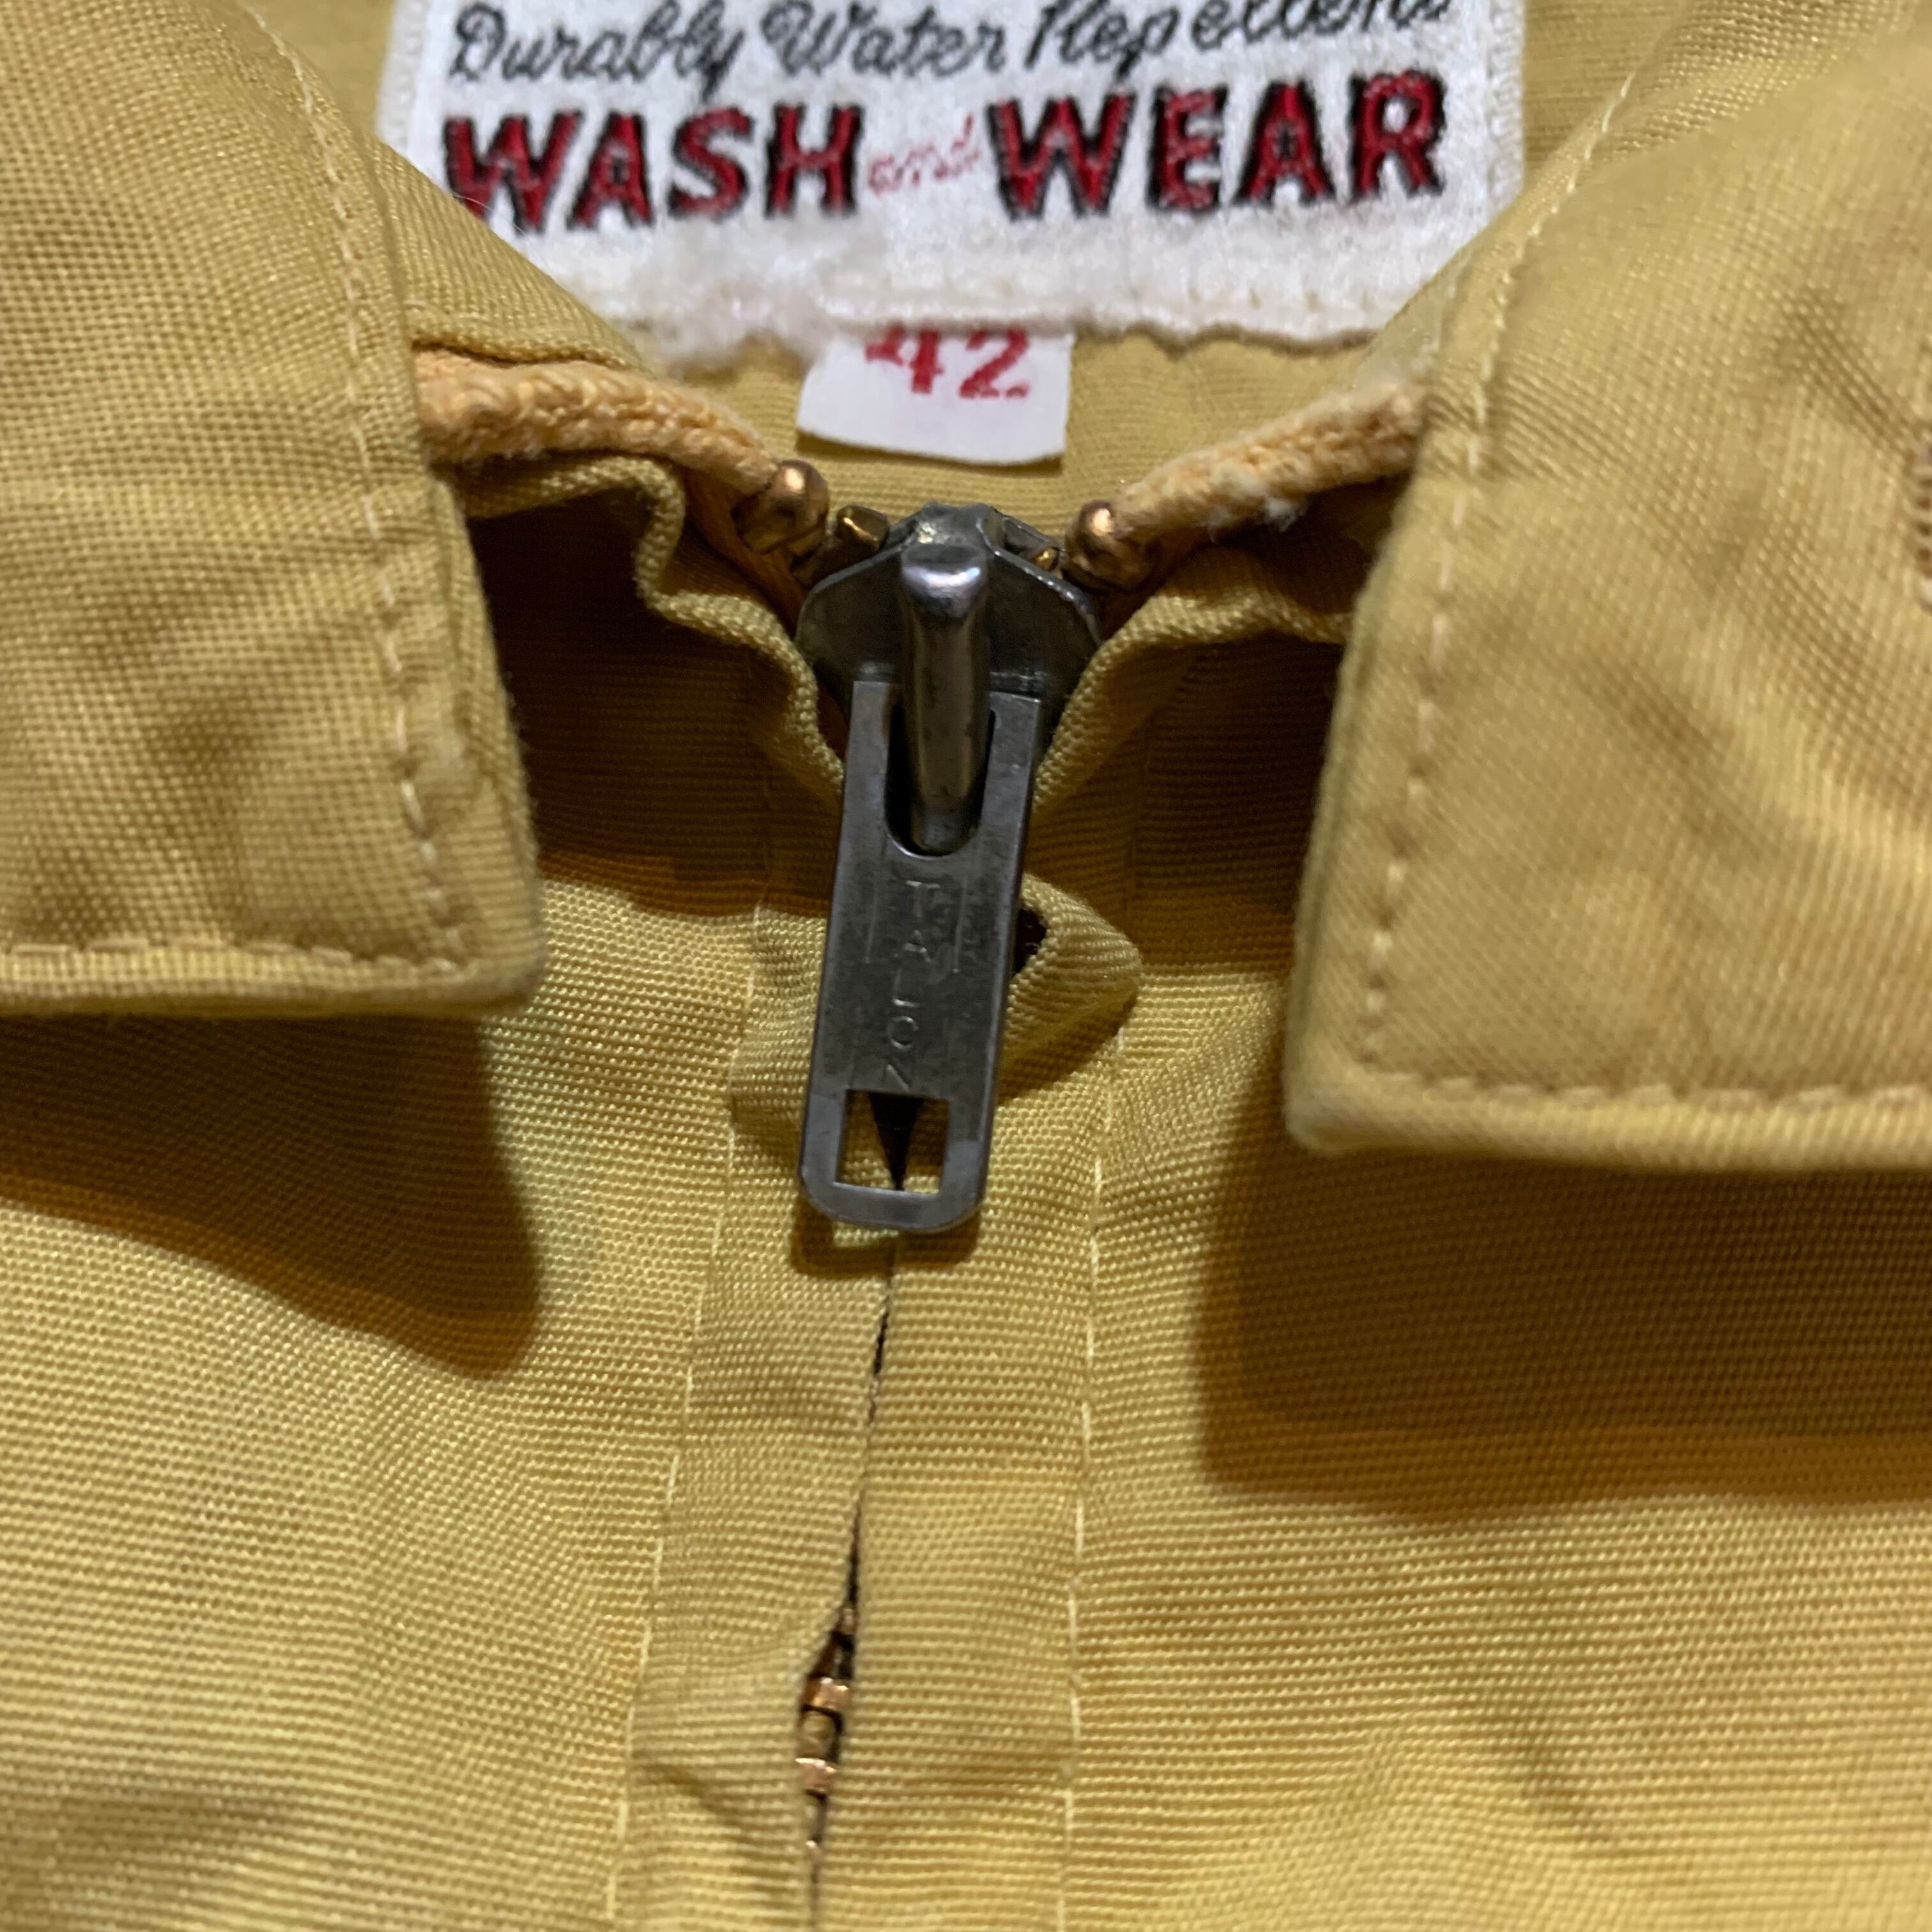 Durably Water Repellent
WASH and WEAR
42
TALON